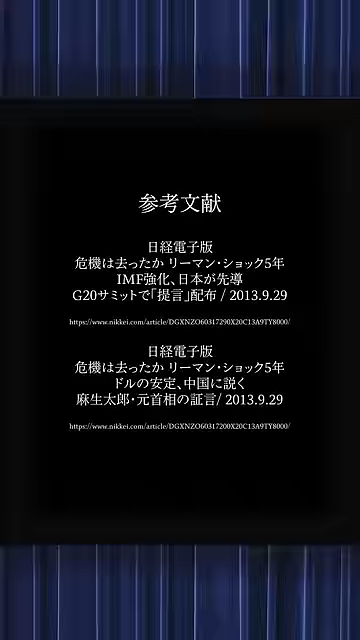 参考文献
日経電子版
危機は去ったか リーマン・ショック5年
IMF強化、日本が先導
G20サミットで「提言」配布 / 2013.9.29
https://www.nikkei.com/article/DGXNZO60317290X20C13A9TY8000/
日経電子版
危機は去ったか リーマン・ショック5年
ドルの安定、中国に説く
麻生太郎・元首相の証言/ 2013.9.29
https://www.nikkei.com/article/DGXNZO60317200X20C13A9TY8000/